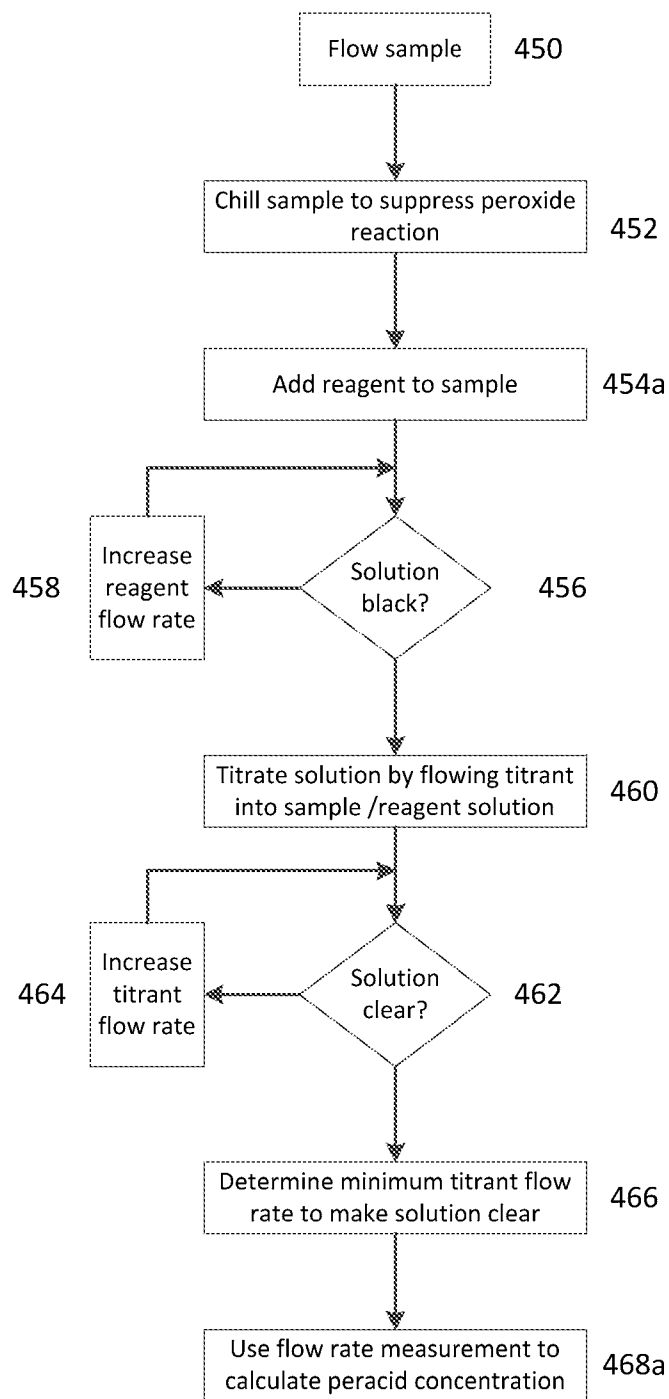 Flow sample
450
Chill sample to suppress peroxide
reaction
452
Add reagent to sample
454a
Increase
reagent
flow rate
458
Solution
black?
456
Titrate solution by flowing titrant
into sample /reagent solution
460
Increase
titrant
flow rate
464
Solution
clear?
462
Determine minimum titrant flow
rate to make solution clear
466
Use flow rate measurement to
calculate peracid concentration
468a